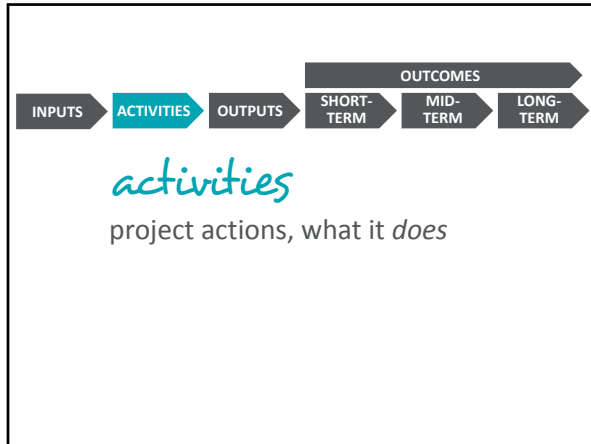 OUTCOMES
INPUTS
ACTIVITIES
OUTPUTS
SHORT-
TERM
MID-
TERM
LONG-
TERM
activities
project actions, what it does